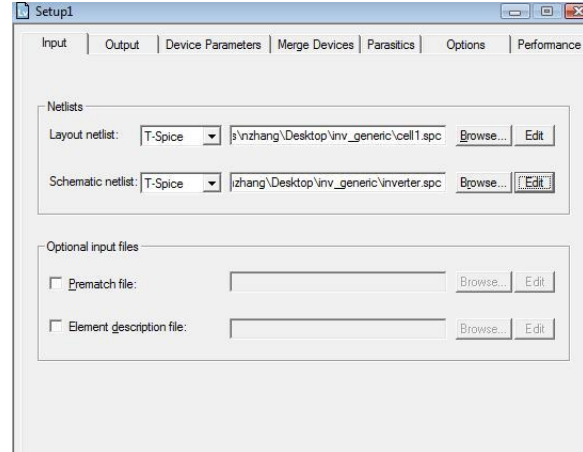 Setup1
Input Output Device Parameters Merge Devices Parasitics Options Performance
Netlists
Layout netlist: T-Spice s\nzhang\Desktop\inv_generic\cell1.spc Browse... Edit
Schematic netlist: T-Spice zhang\Desktop\inv_generic\inverter.spc Browse... Edit
Optional input files
Prematch file: Browse... Edit
Element description file: Browse... Edit